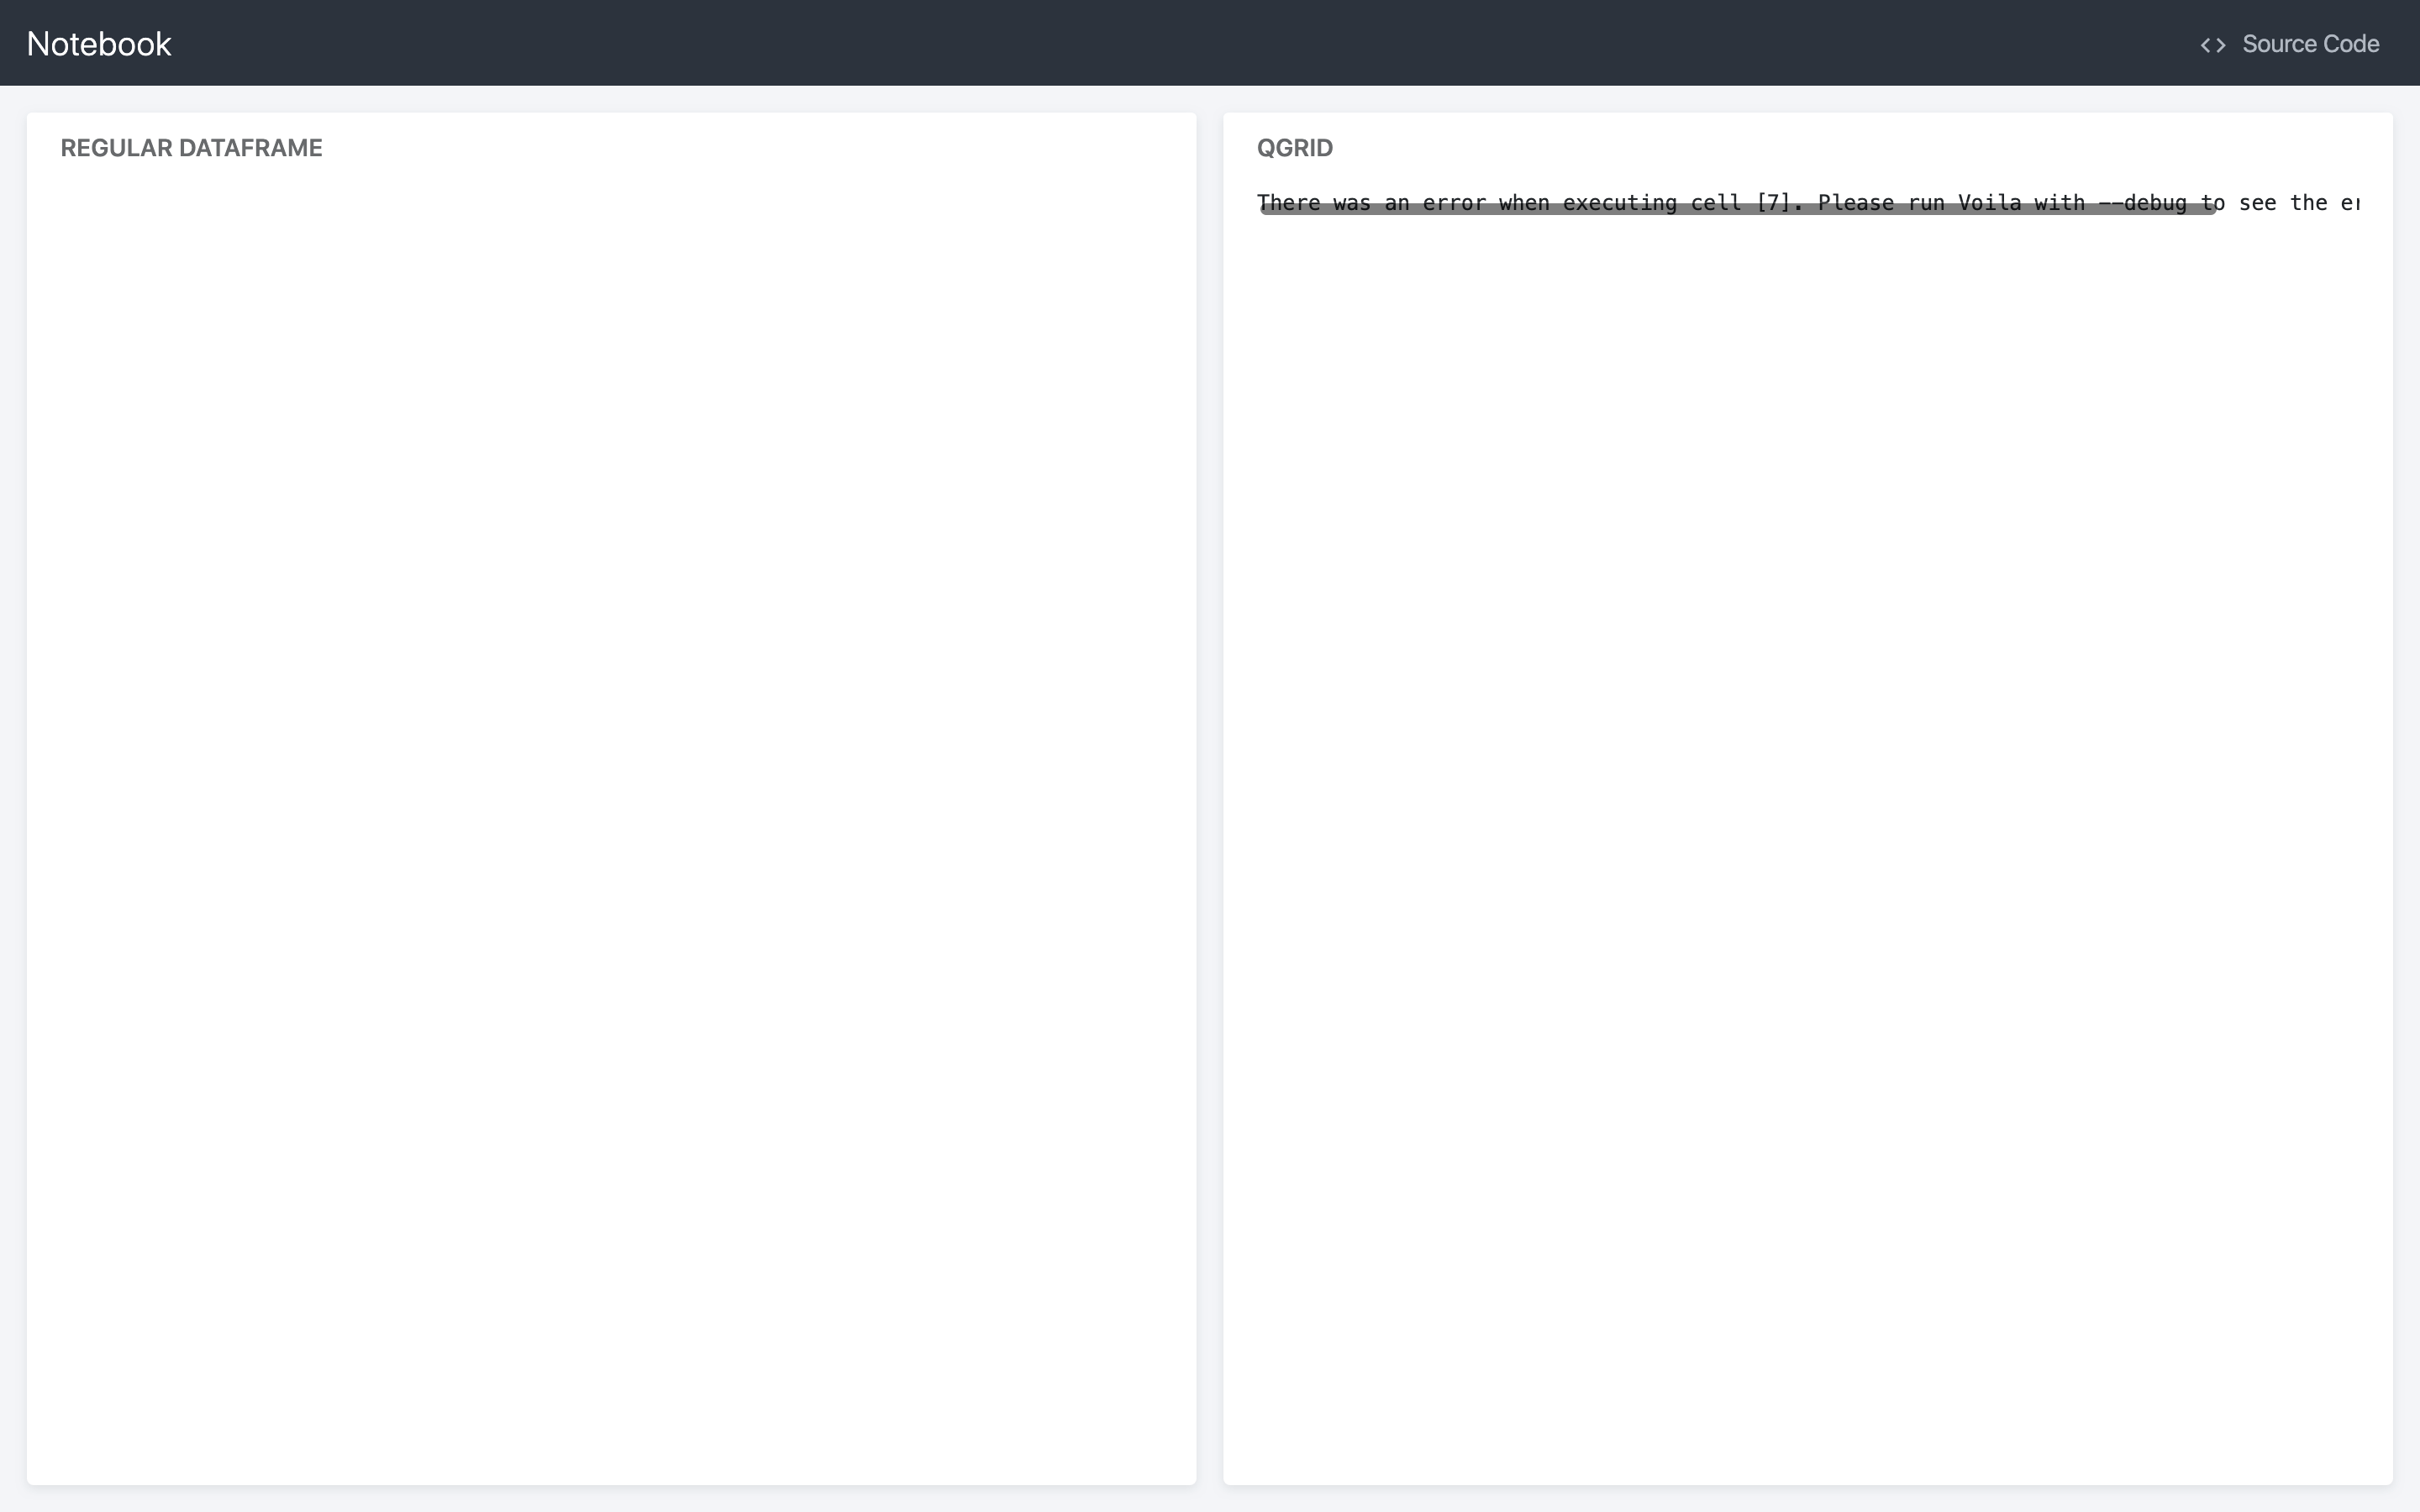 Notebook
<> Source Code
REGULAR DATAFRAME
QGRID
There was an error when executing cell [7]. Please run Voila with --debug to see the